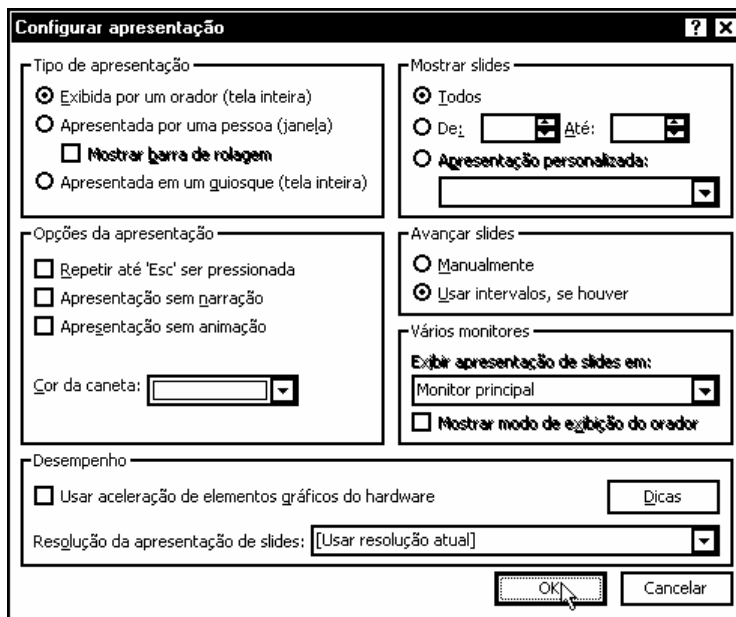 Configurar apresentação
Tipo de apresentação
Exibida por um orador (tela inteira)
Apresentada por uma pessoa (janela)
Mostrar barra de rolagem
Apresentada em um quiosque (tela inteira)
Mostrar slides
Todos
De: Até:
Apresentação personalizada:
Opções da apresentação
Repetir até 'Esc' ser pressionada
Apresentação sem narração
Apresentação sem animação
Cor da caneta:
Avançar slides
Manualmente
Usar intervalos, se houver
Vários monitores
Exibir apresentação de slides em:
Monitor principal
Mostrar modo de exibição do orador
Desempenho
Usar aceleração de elementos gráficos do hardware
Dicas
Resolução da apresentação de slides: [Usar resolução atual]
OK Cancelar